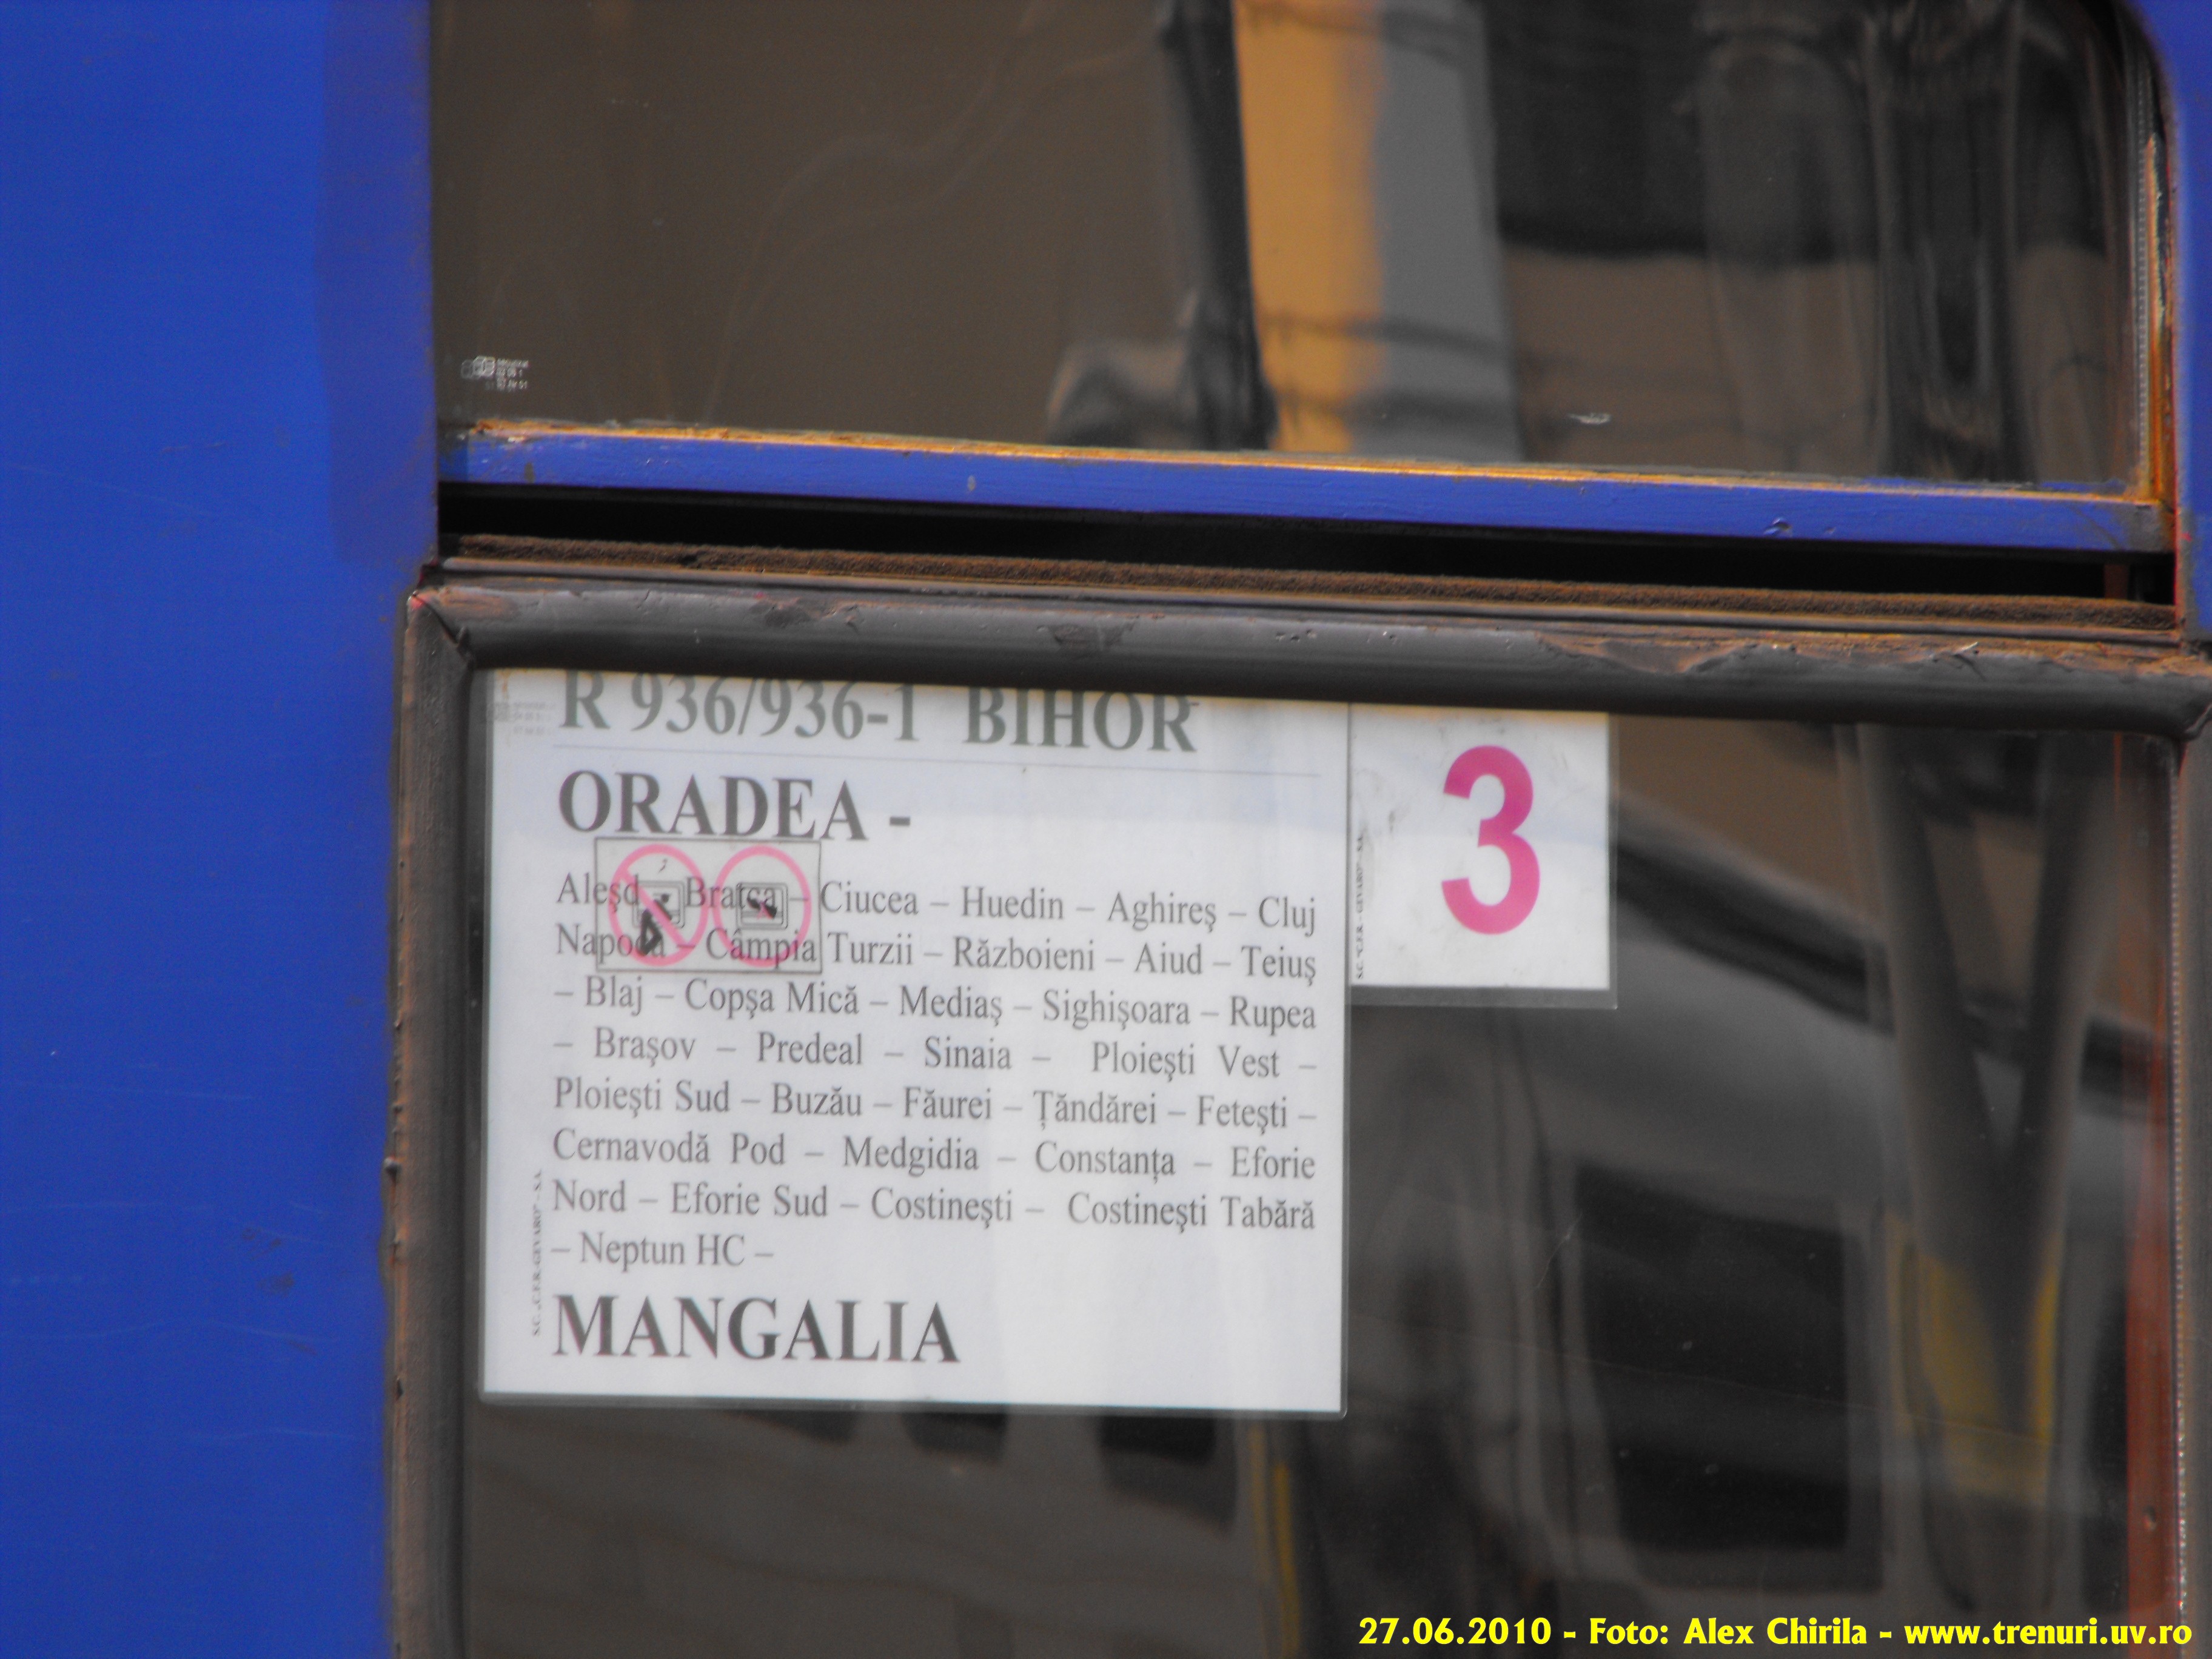 R 936/936-1 BIHOR
ORADEA -
Aleşd – Bratca – Ciucea – Huedin – Aghireş – Cluj
Napoca – Câmpia Turzii – Războieni – Aiud – Teiuş
– Blaj – Copşa Mică – Mediaş – Sighişoara – Rupea
– Braşov – Predeal – Sinaia – Ploieşti Vest –
Ploieşti Sud – Buzău – Făurei – Țăndărei – Feteşti –
Cernavodă Pod – Medgidia – Constanța – Eforie
Nord – Eforie Sud – Costineşti – Costineşti Tabără
– Neptun HC –
MANGALIA
3
27.06.2010 - Foto: Alex Chirila - www.trenuri.uv.ro